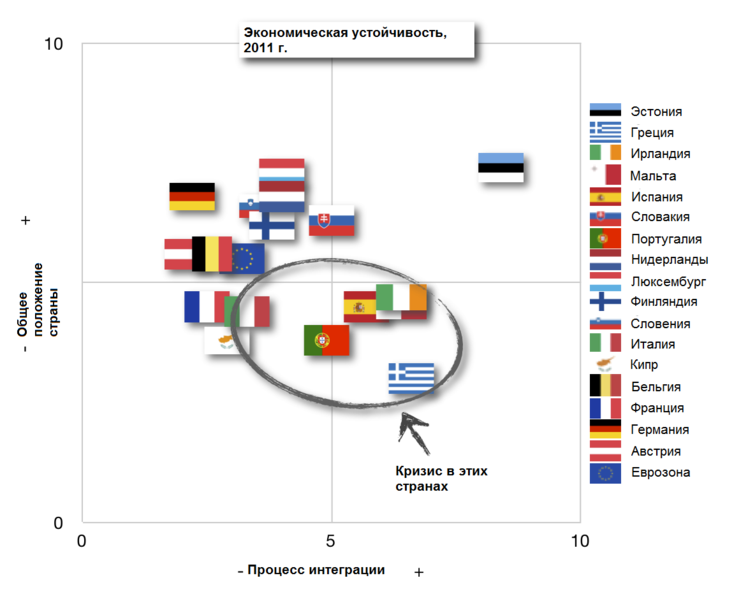 Экономическая устойчивость,
2011 г.
10
Эстония
Греция
Ирландия
Мальта
Испания
Словакия
Португалия
Нидерланды
Люксембург
Финляндия
Словения
Италия
Кипр
Бельгия
Франция
Германия
Австрия
Еврозона
- Общее
положение
страны
+
Кризис в этих
странах
0
0
5
10
- Процесс интеграции +